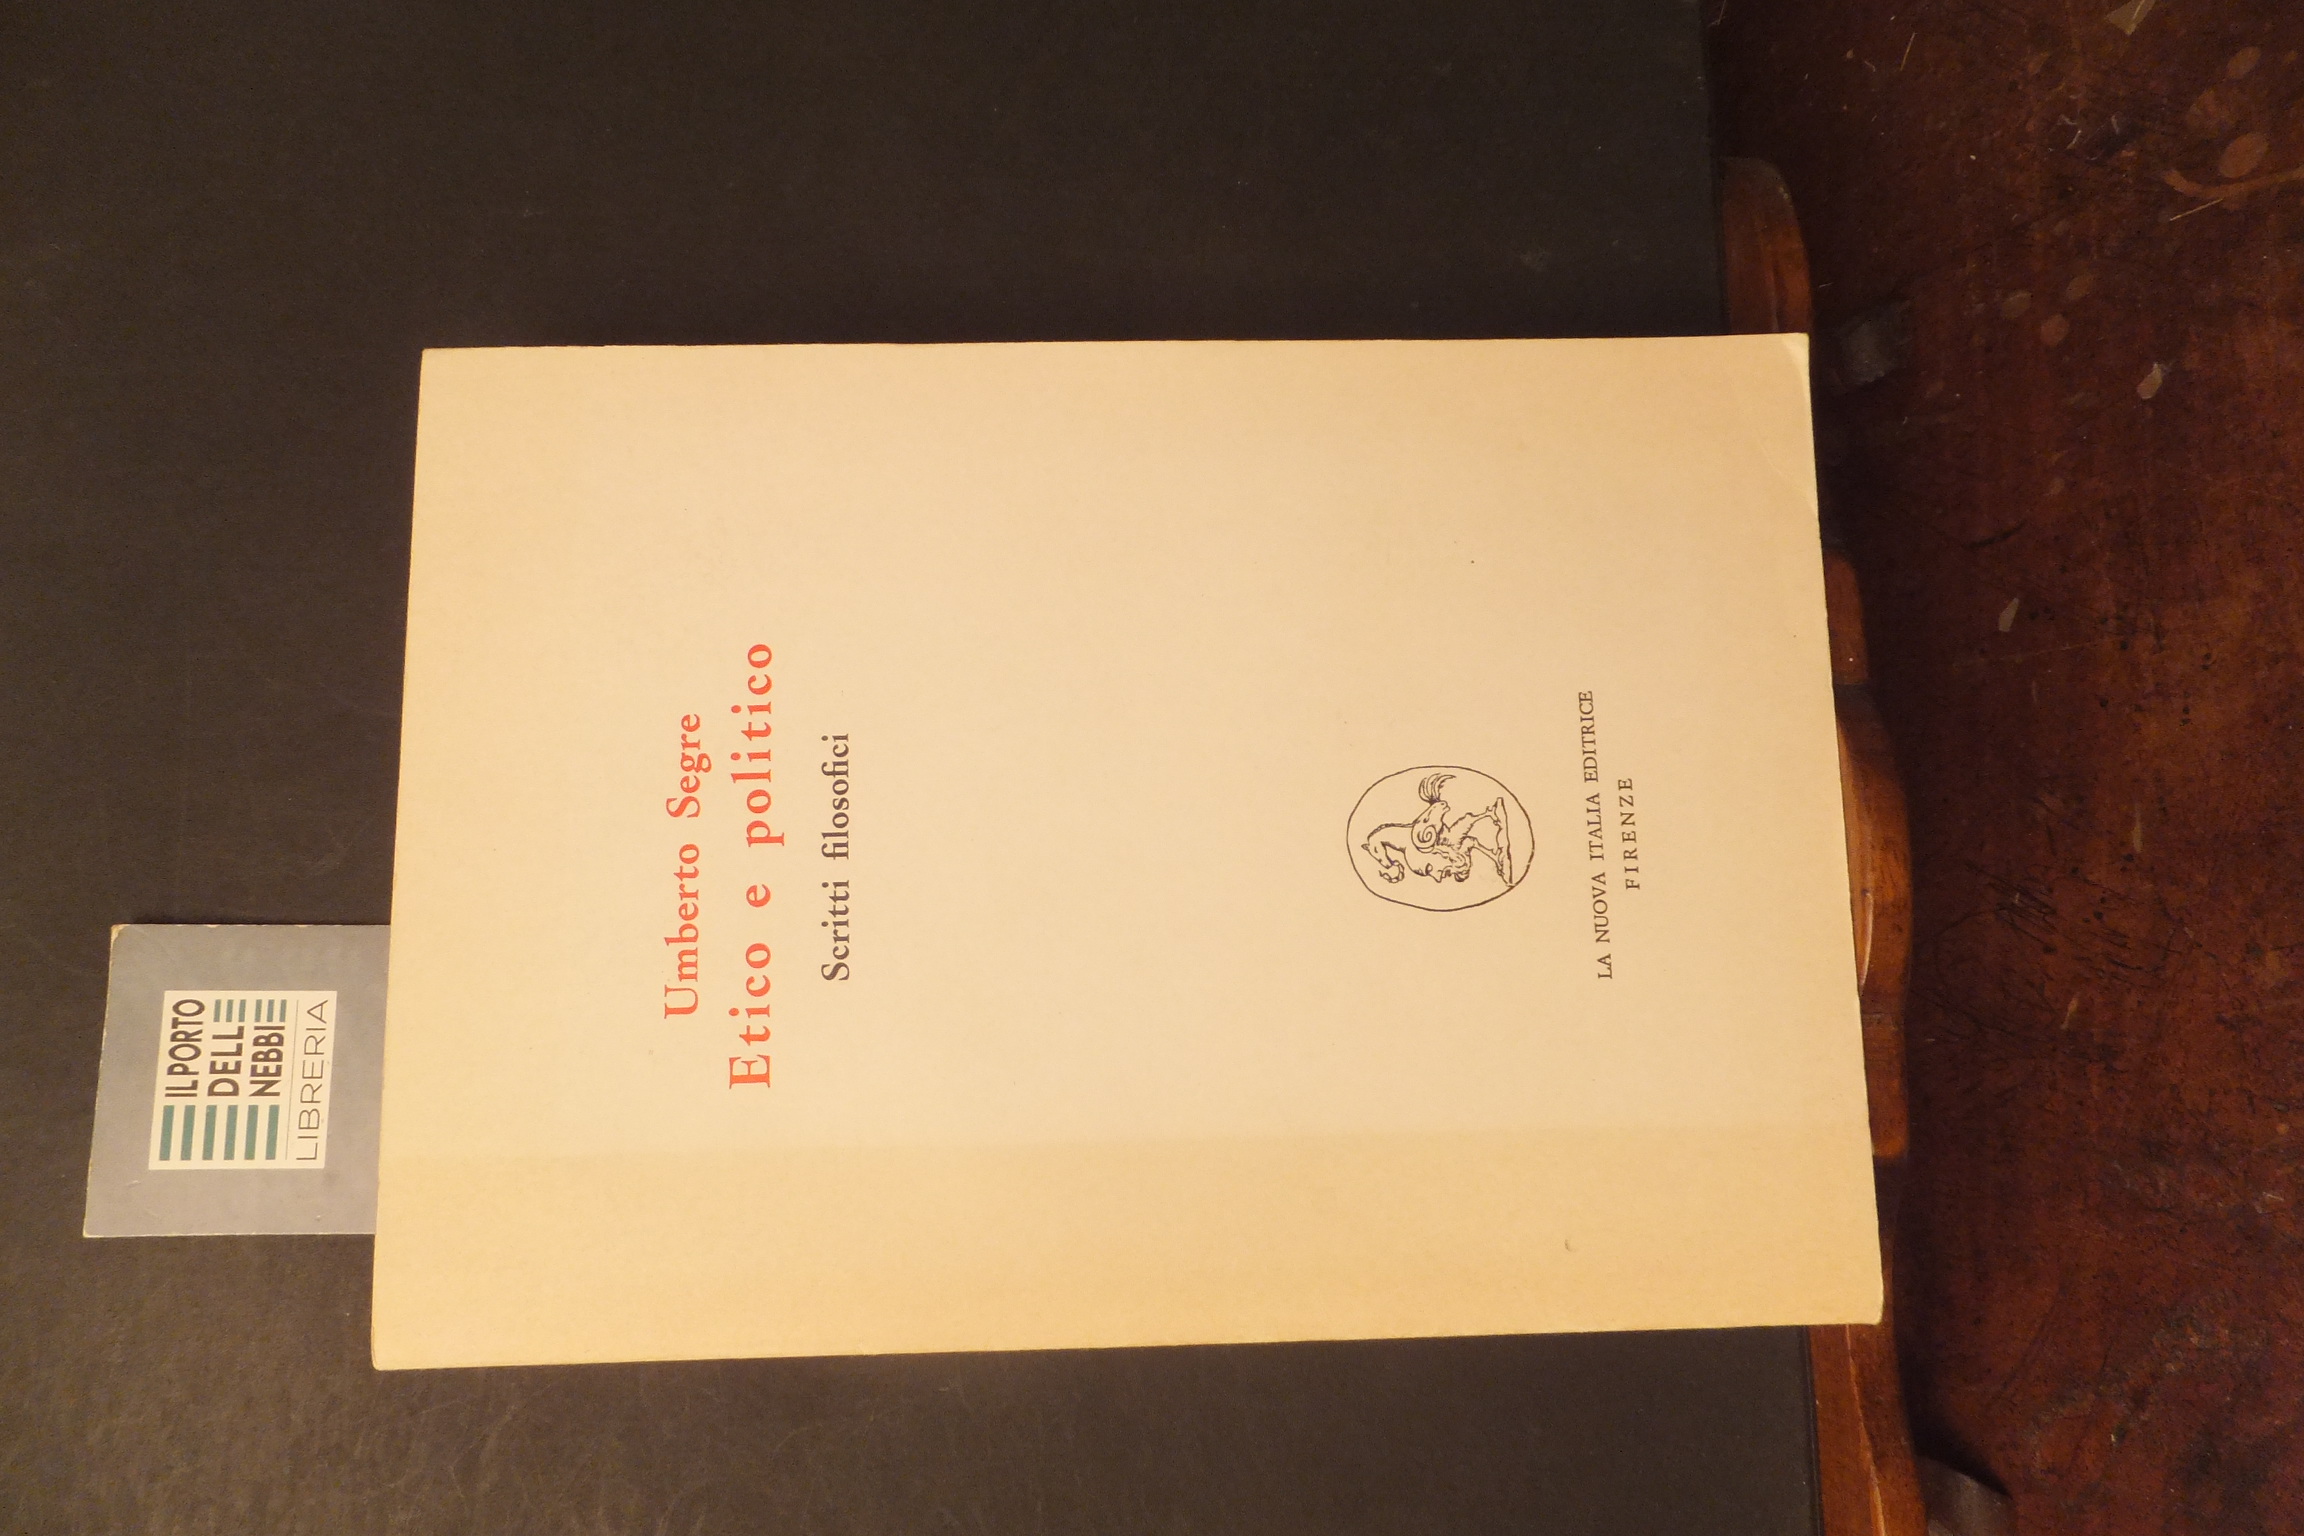 IL PORTO
DELLE
NEBBIE
LIBRERIA
Umberto Segre
Etico e politico
Scritti filosofici
LA NUOVA ITALIA EDITRICE
FIRENZE